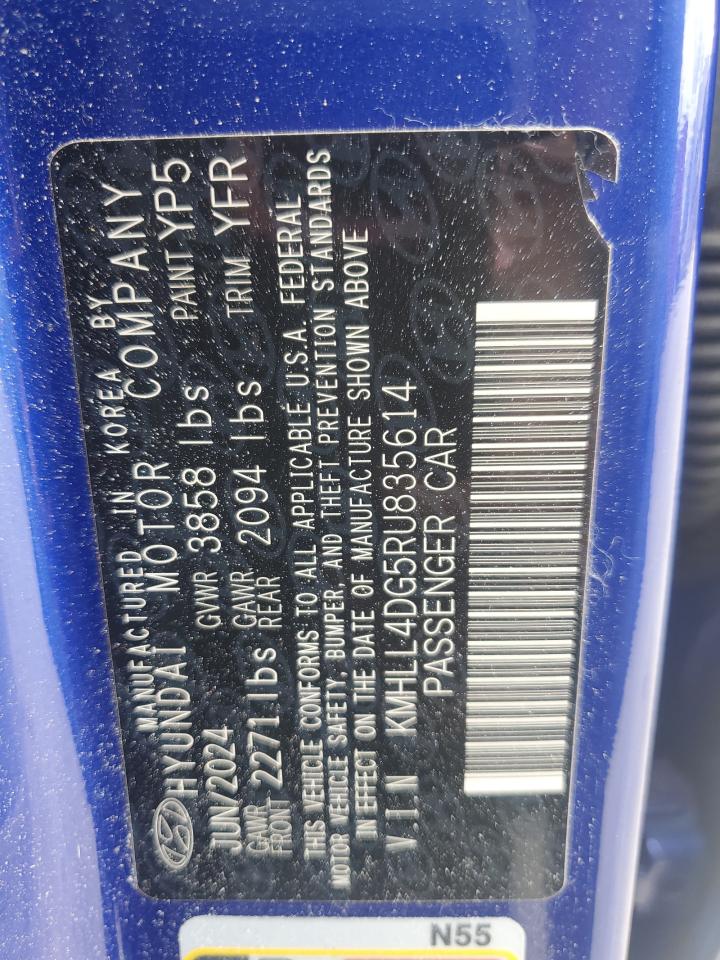 MANUFACTURED IN KOREA BY
HYUNDAI MOTOR COMPANY
JUN/2024 GVWR 3858 lbs PAINT YP5
GAWR FRONT 2271 lbs GAWR REAR 2094 lbs TRIM YFR
THIS VEHICLE CONFORMS TO ALL APPLICABLE U.S.A. FEDERAL
MOTOR VEHICLE SAFETY, BUMPER, AND THEFT PREVENTION STANDARDS
IN EFFECT ON THE DATE OF MANUFACTURE SHOWN ABOVE
V.I.N KMHLL4DG5RU835614
PASSENGER CAR
N55